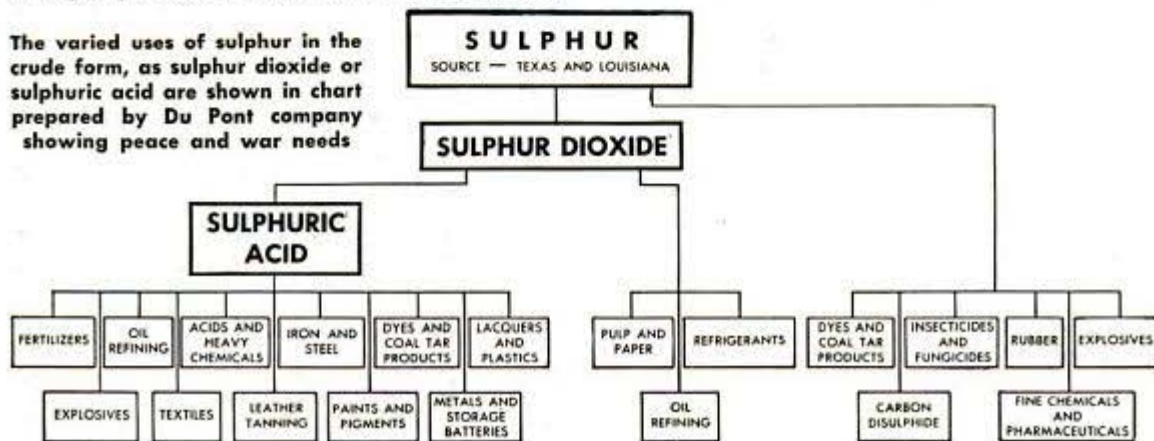 The varied uses of sulphur in the
crude form, as sulphur dioxide or
sulphuric acid are shown in chart
prepared by Du Pont company
showing peace and war needs
SULPHUR
SOURCE — TEXAS AND LOUISIANA
SULPHUR DIOXIDE
SULPHURIC
ACID
FERTILIZERS
OIL
REFINING
ACIDS AND
HEAVY
CHEMICALS
IRON AND
STEEL
DYES AND
COAL TAR
PRODUCTS
LACQUERS
AND
PLASTICS
EXPLOSIVES
TEXTILES
LEATHER
TANNING
PAINTS AND
PIGMENTS
METALS AND
STORAGE
BATTERIES
PULP AND
PAPER
REFRIGERANTS
OIL
REFINING
DYES AND
COAL TAR
PRODUCTS
INSECTICIDES
AND
FUNGICIDES
RUBBER
EXPLOSIVES
CARBON
DISULPHIDE
FINE CHEMICALS
AND
PHARMACEUTICALS